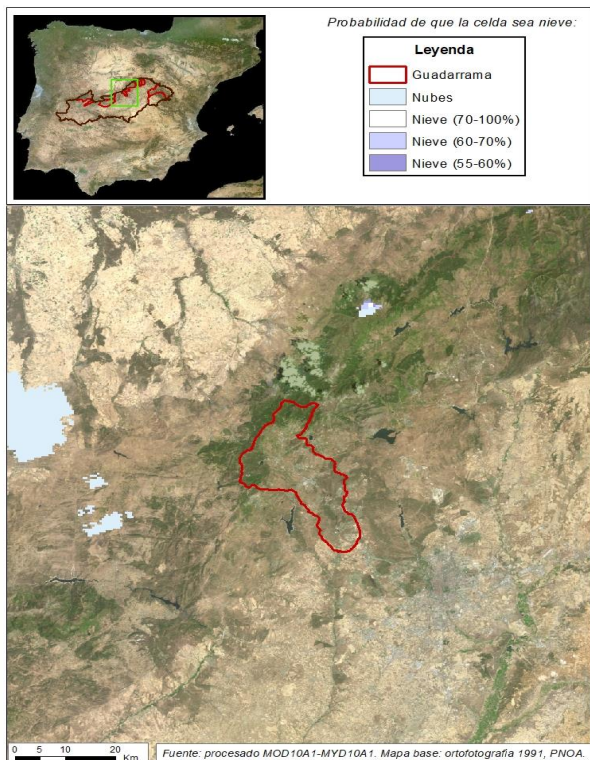 Probabilidad de que la celda sea nieve:
Leyenda
Guadarrama
Nubes
Nieve (70-100%)
Nieve (60-70%)
Nieve (55-60%)
0 5 10 20
Km
Fuente: procesado MOD10A1-MYD10A1. Mapa base: ortofotografía 1991, PNOA.